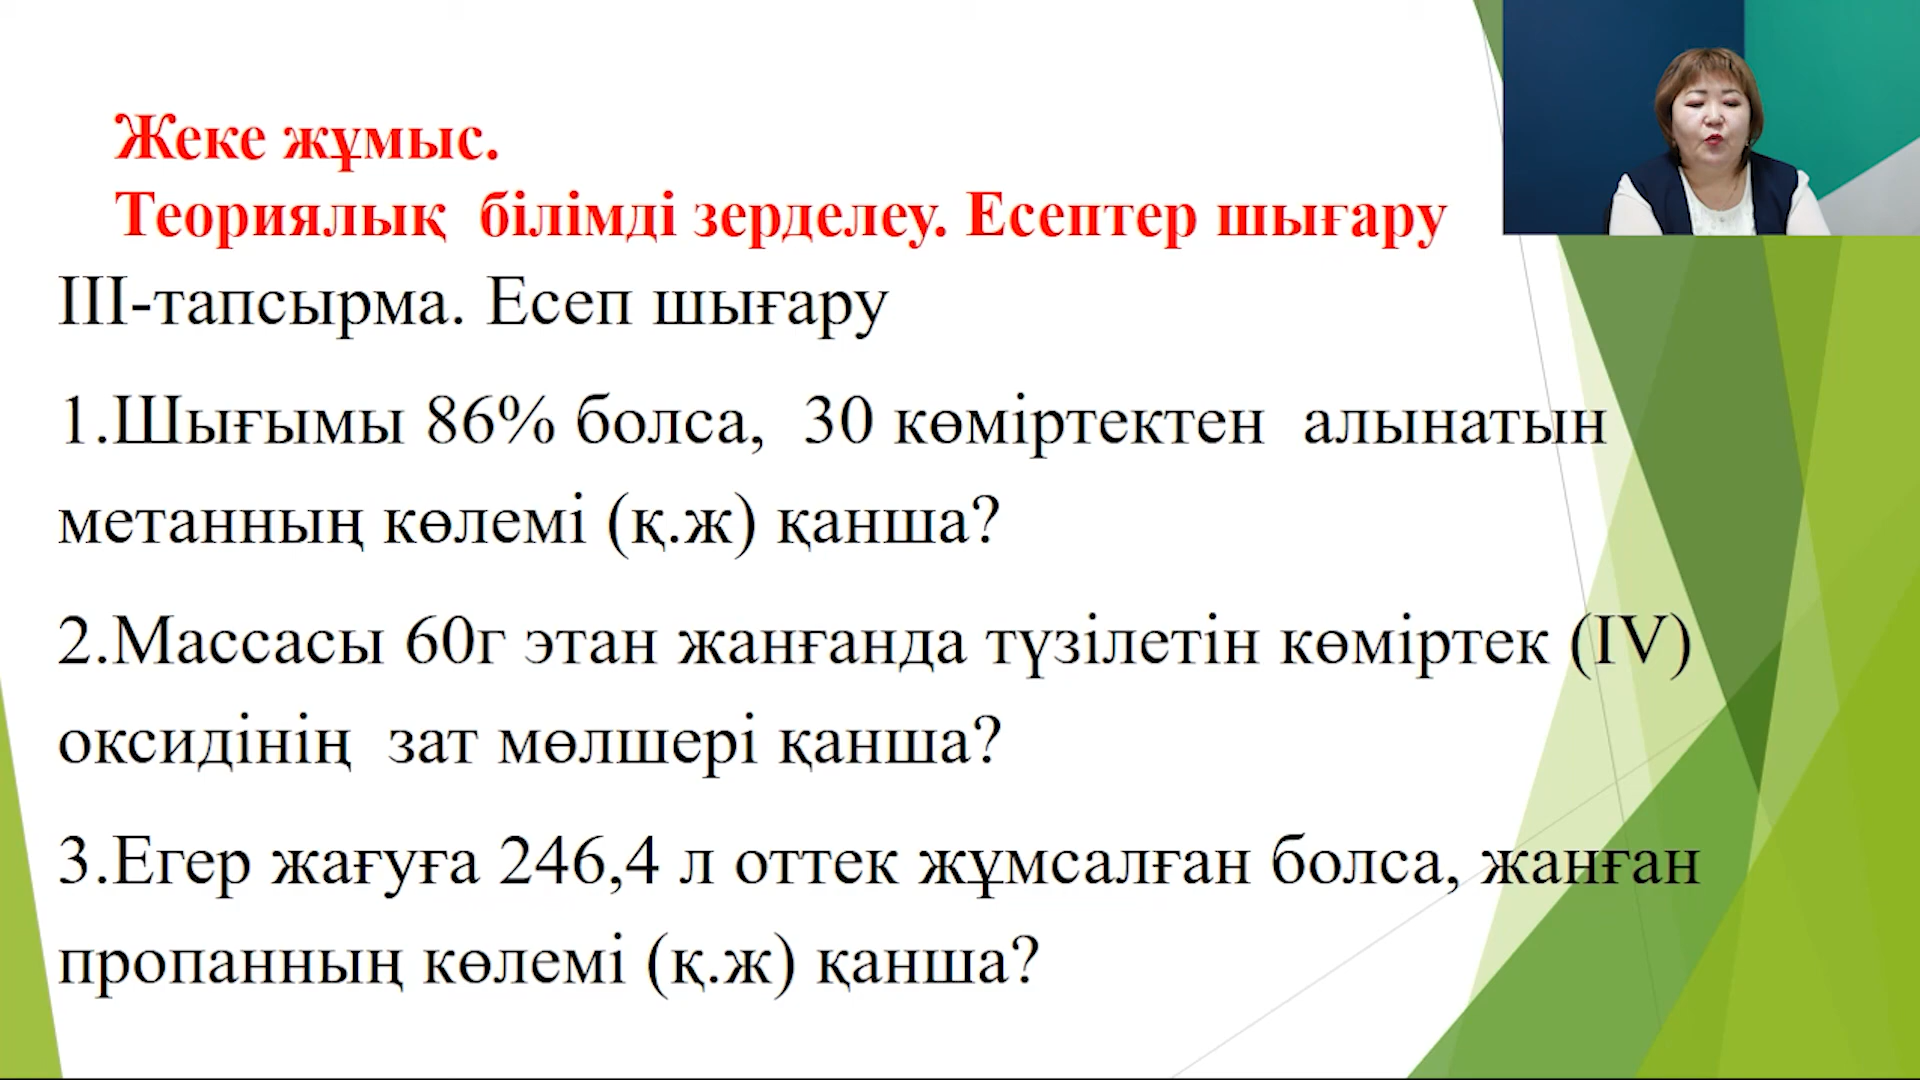 Жеке жұмыс.
Теориялық білімді зерделеу. Есептер шығару
III-тапсырма. Есеп шығару
1.Шығымы 86% болса, 30 көміртектен алынатын
метанның көлемі (қ.ж) қанша?
2.Массасы 60г этан жанғанда түзілетін көміртек (IV)
оксидінің зат мөлшері қанша?
3.Егер жағуға 246,4 л оттек жұмсалған болса, жанған
пропанның көлемі (қ.ж) қанша?